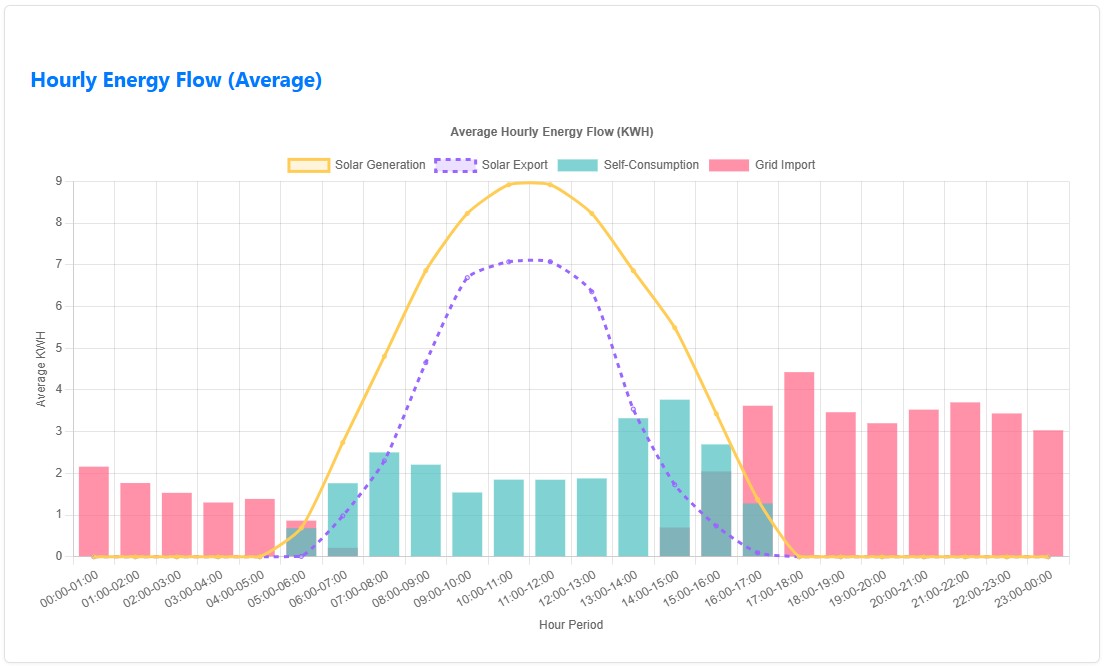 Hourly Energy Flow (Average)
Average Hourly Energy Flow (KWH)
Solar Generation Solar Export Self-Consumption Grid Import
9
8
7
6
5
4
3
2
1
0
Average KWH
00:00-01:00 01:00-02:00 02:00-03:00 03:00-04:00 04:00-05:00 05:00-06:00 06:00-07:00 07:00-08:00 08:00-09:00 09:00-10:00 10:00-11:00 11:00-12:00 12:00-13:00 13:00-14:00 14:00-15:00 15:00-16:00 16:00-17:00 17:00-18:00 18:00-19:00 19:00-20:00 20:00-21:00 21:00-22:00 22:00-23:00 23:00-00:00
Hour Period